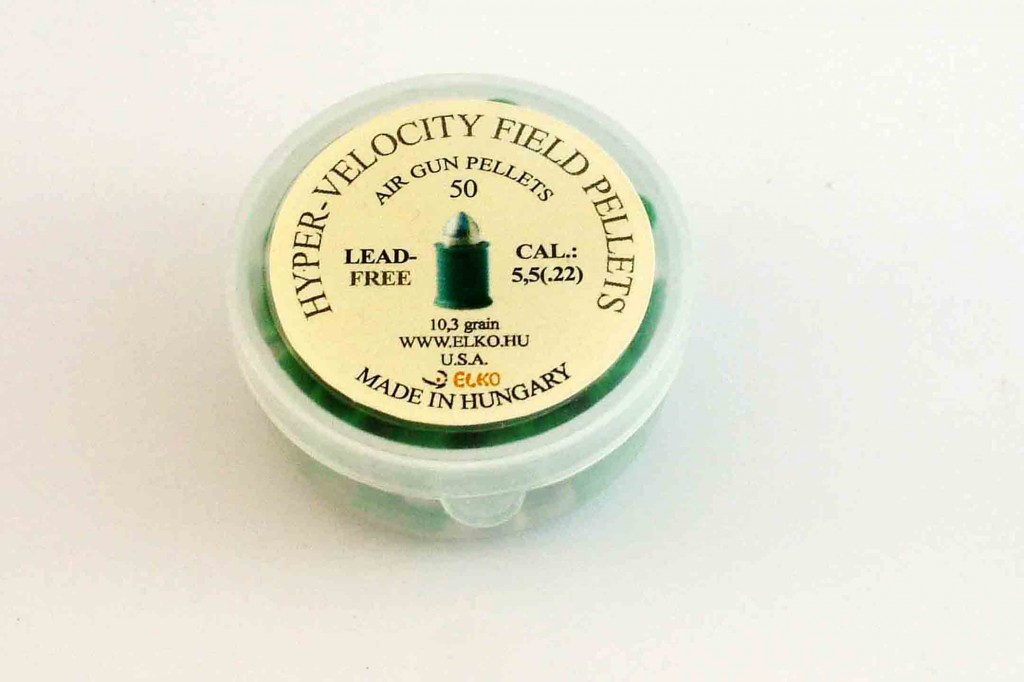 HYPER-VELOCITY FIELD PELLETS
AIR GUN PELLETS
50
LEAD-
FREE
CAL.:
5,5(.22)
10,3 grain
WWW.ELKO.HU
U.S.A.
ELKO
MADE IN HUNGARY